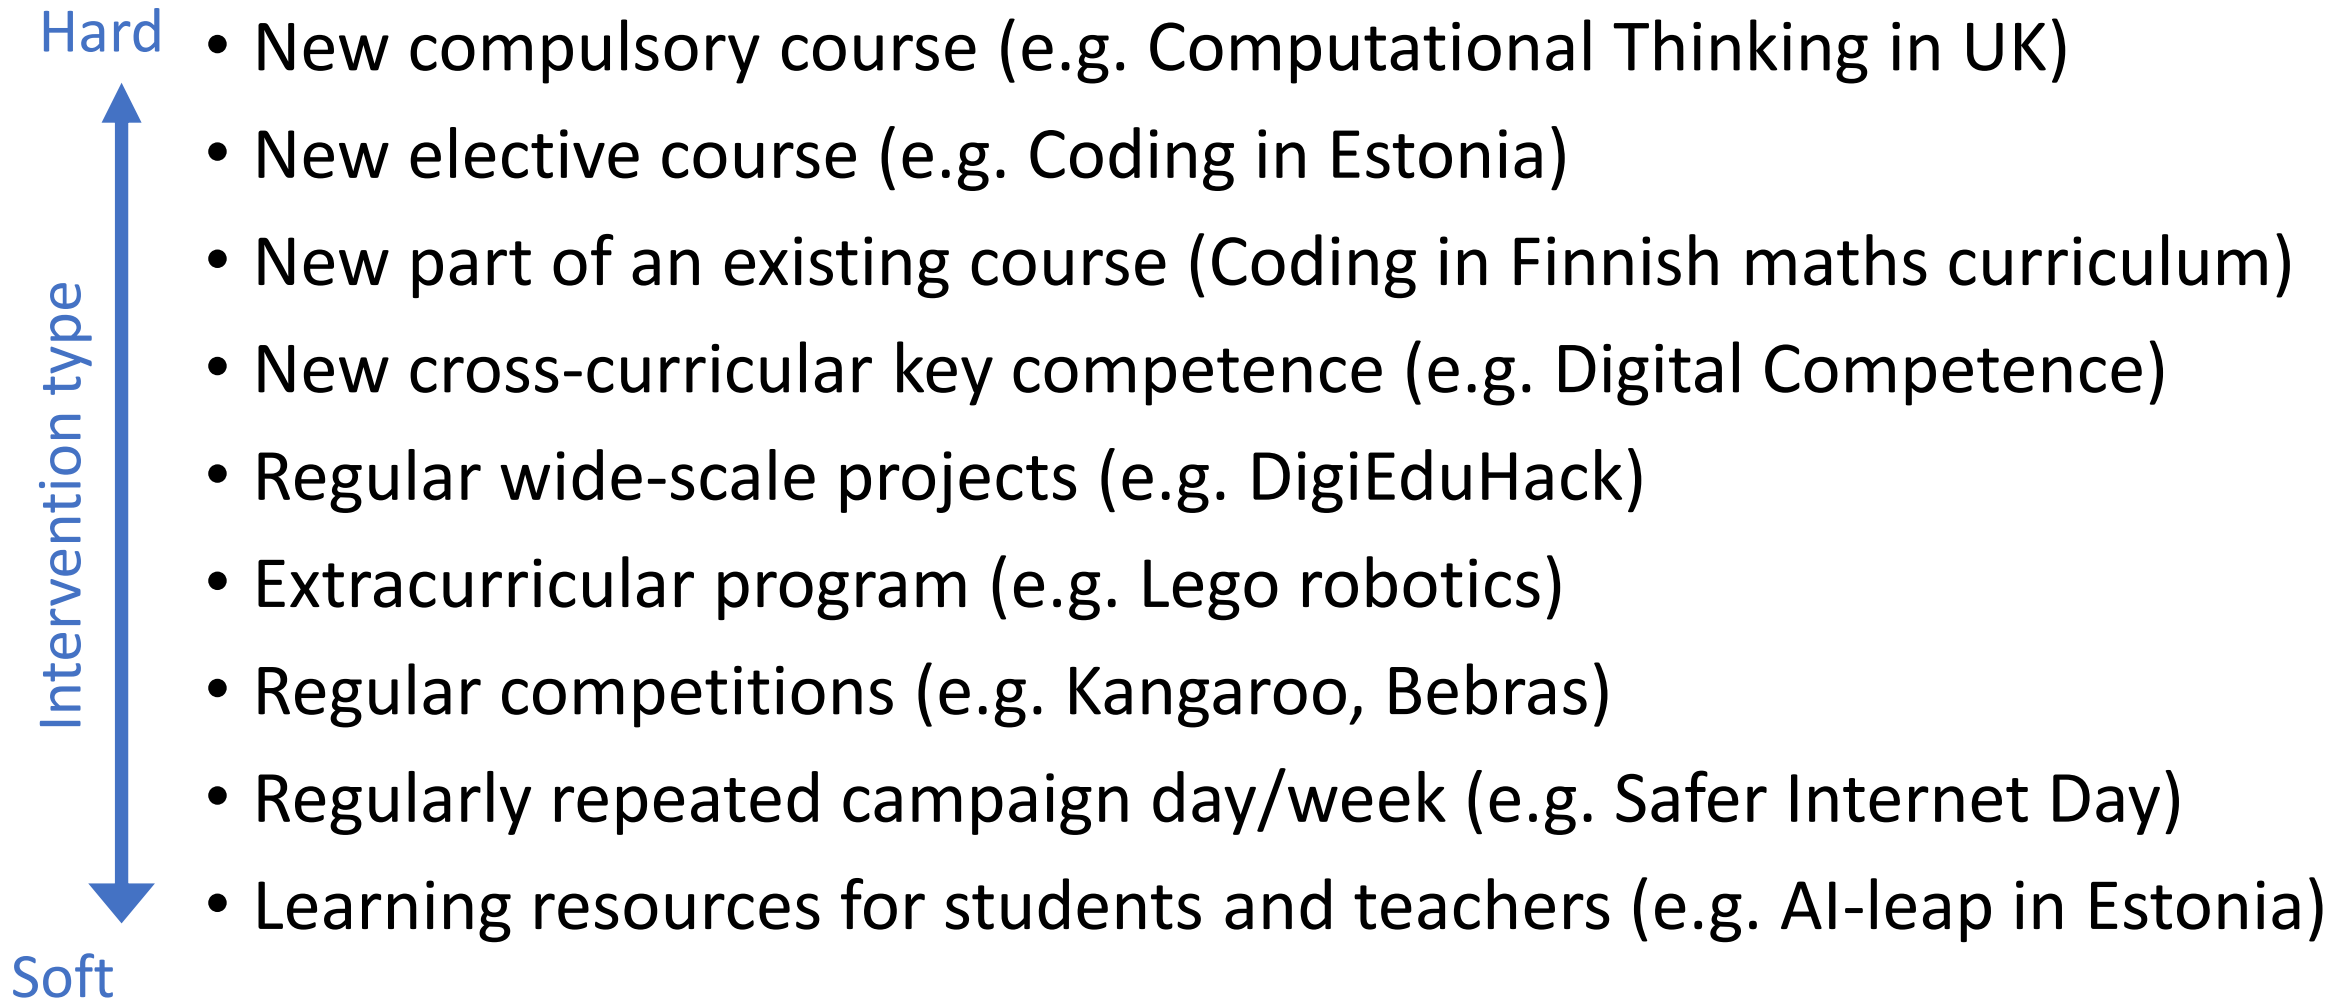 Hard
• New compulsory course (e.g. Computational Thinking in UK)
• New elective course (e.g. Coding in Estonia)
• New part of an existing course (Coding in Finnish maths curriculum)
• New cross-curricular key competence (e.g. Digital Competence)
• Regular wide-scale projects (e.g. DigiEduHack)
• Extracurricular program (e.g. Lego robotics)
• Regular competitions (e.g. Kangaroo, Bebras)
• Regularly repeated campaign day/week (e.g. Safer Internet Day)
• Learning resources for students and teachers (e.g. AI-leap in Estonia)
Intervention type
Soft